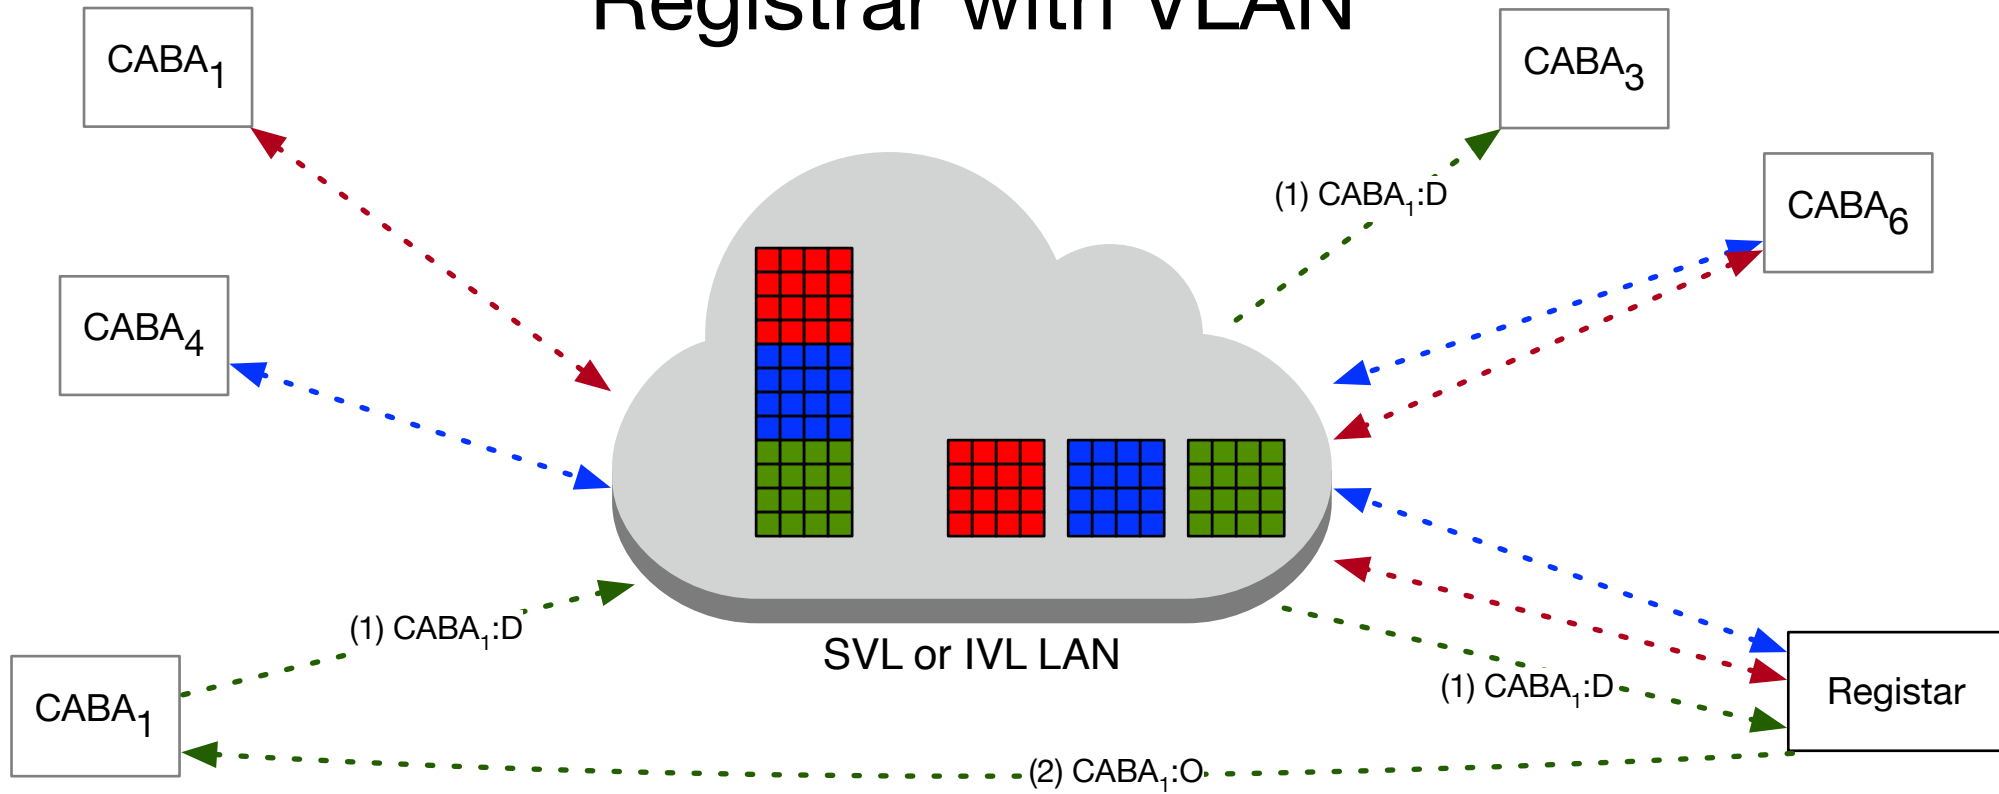 Registrar with VLAN
CABA₁
CABA₃
(1) CABA₁:D
CABA₆
CABA₄
(1) CABA₁:D
SVL or IVL LAN
(1) CABA₁:D
Registar
CABA₁
(2) CABA₁:O